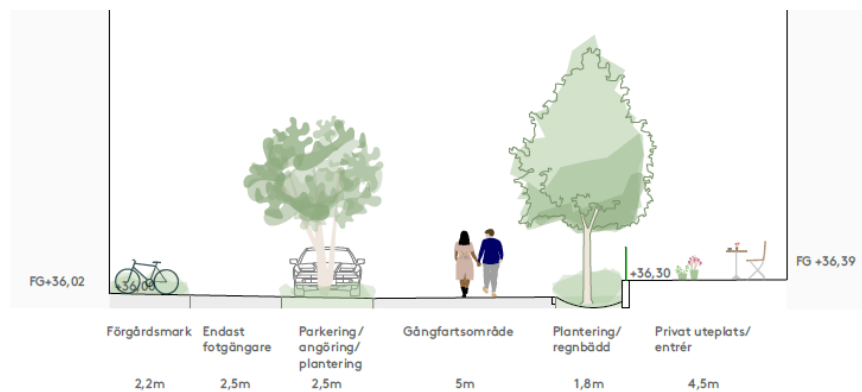 +36,30
FG +36,39
FG+36,02
+36,00
Förgårdsmark
Endast
fotgängare
Parkering/
angöring/
plantering
Gångfartsområde
Plantering/
regnbädd
Privat uteplats/
entrér
2,2m
2,5m
2,5m
5m
1,8m
4,5m